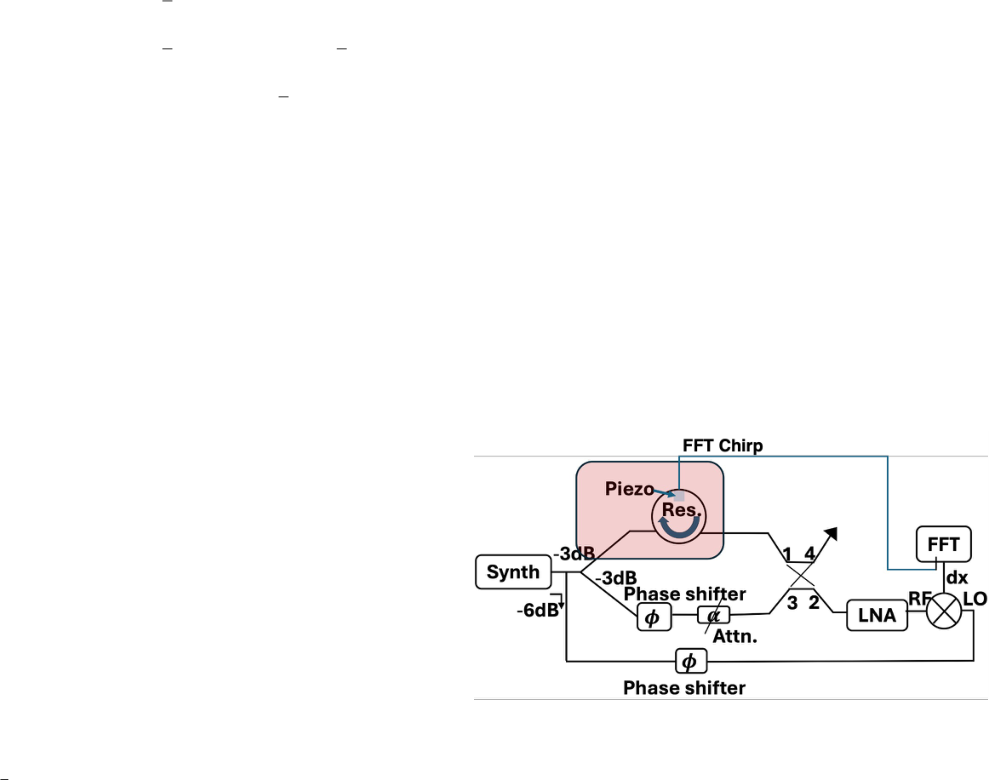 FFT Chirp
Piezo
Res.
-3dB
FFT
1 4
Synth
-3dB
dx
Phase shifter
RF
LO
-6dB
3 2
ϕ
α
LNA
Attn.
ϕ
Phase shifter